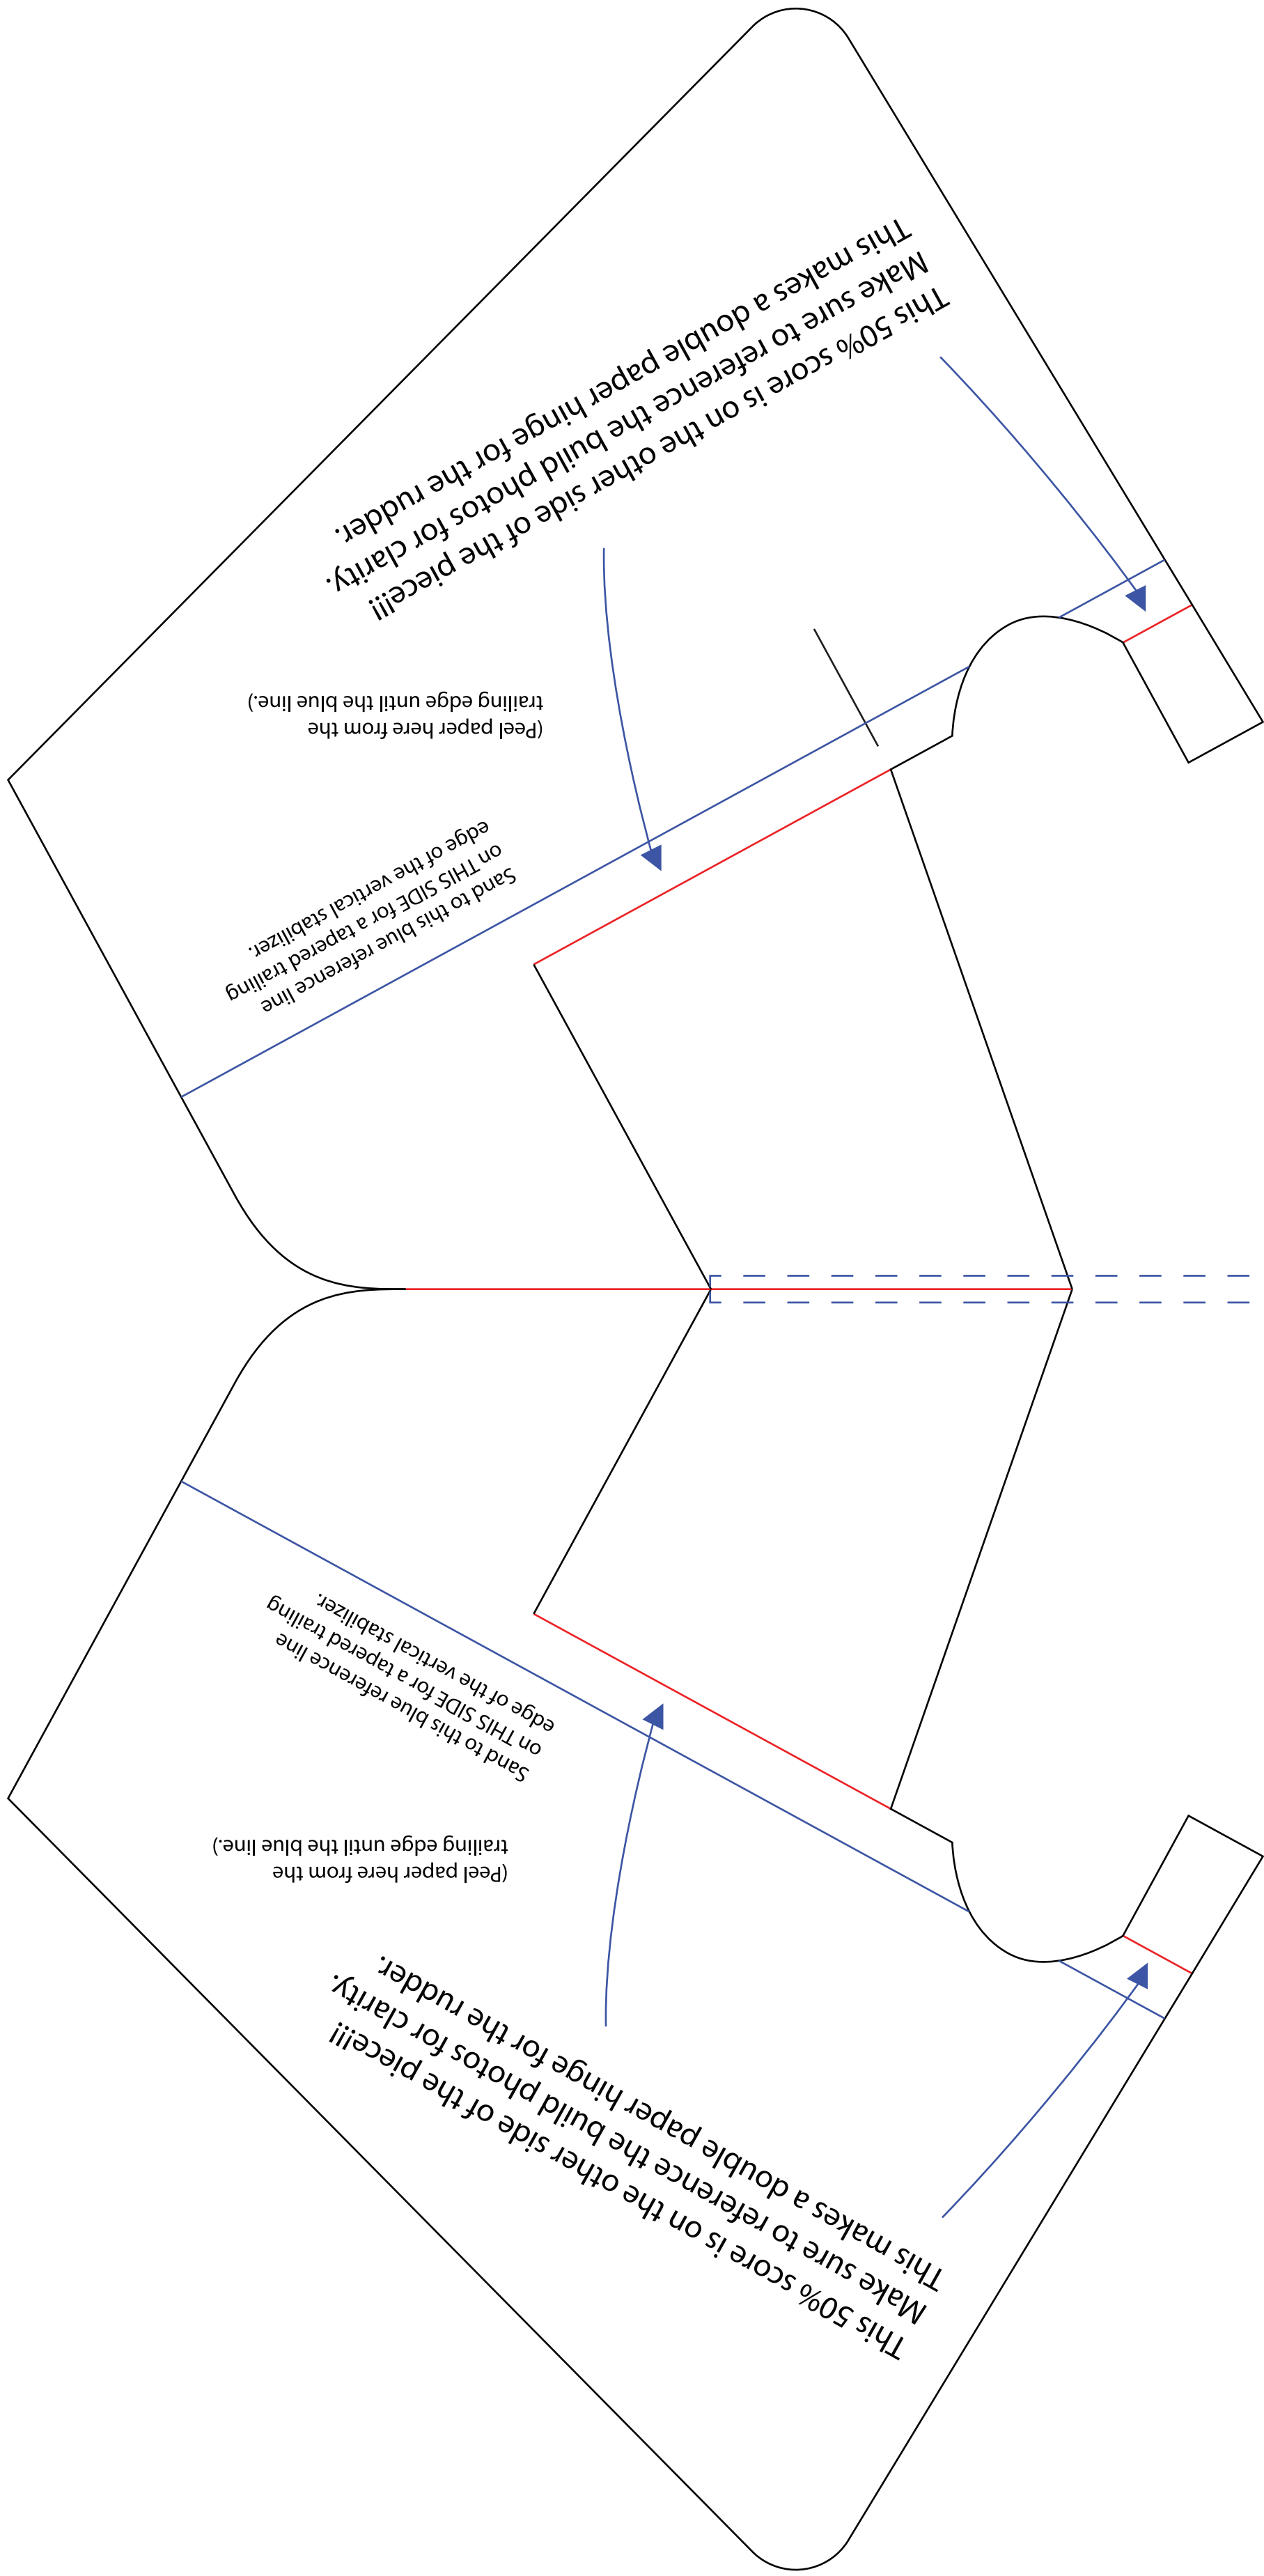 This 50% score is on the other side of the piece!!!
Make sure to reference the build photos for clarity.
This makes a double paper hinge for the rudder.
(Peel paper here from the
trailing edge until the blue line.)
Sand to this blue reference line
on THIS SIDE for a tapered trailing
edge of the vertical stabilizer.
Sand to this blue reference line
on THIS SIDE for a tapered trailing
edge of the vertical stabilizer.
(Peel paper here from the
trailing edge until the blue line.)
This 50% score is on the other side of the piece!!!
Make sure to reference the build photos for clarity.
This makes a double paper hinge for the rudder.